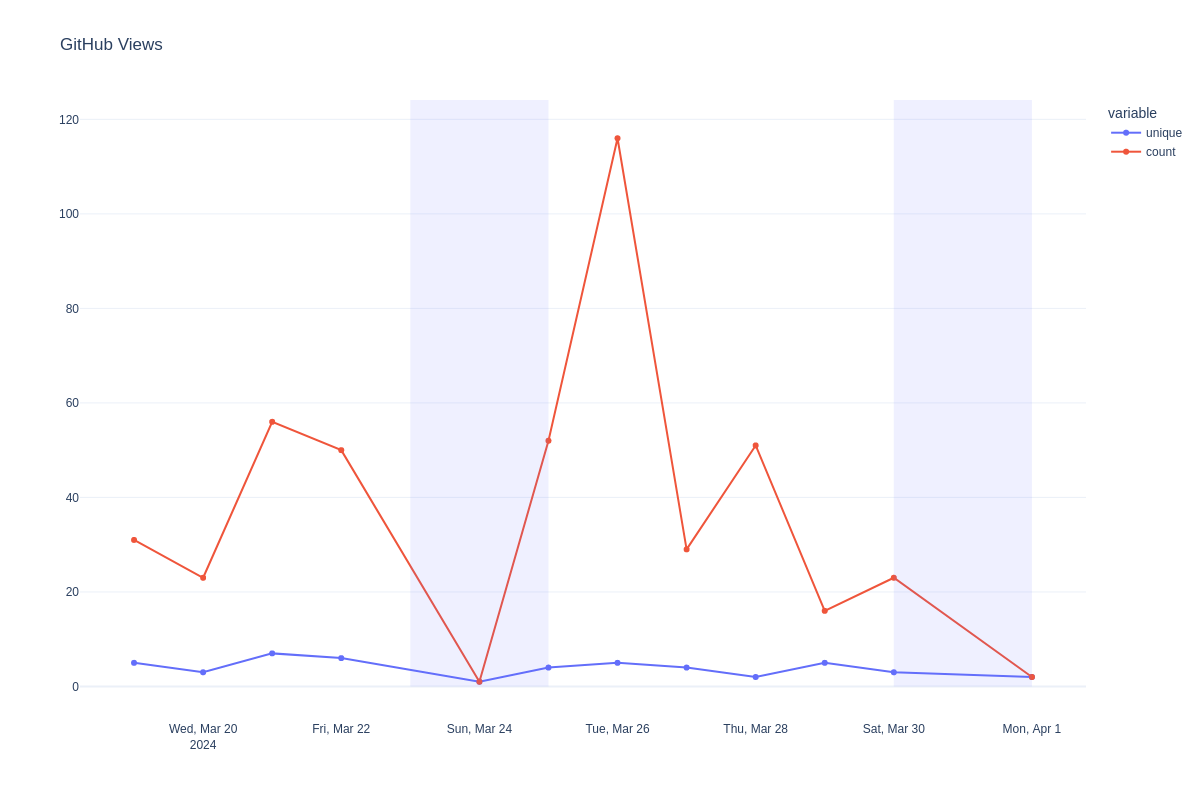 GitHub Views
120
100
80
60
40
20
0
Wed, Mar 20
2024
Fri, Mar 22
Sun, Mar 24
Tue, Mar 26
Thu, Mar 28
Sat, Mar 30
Mon, Apr 1
variable
unique
count